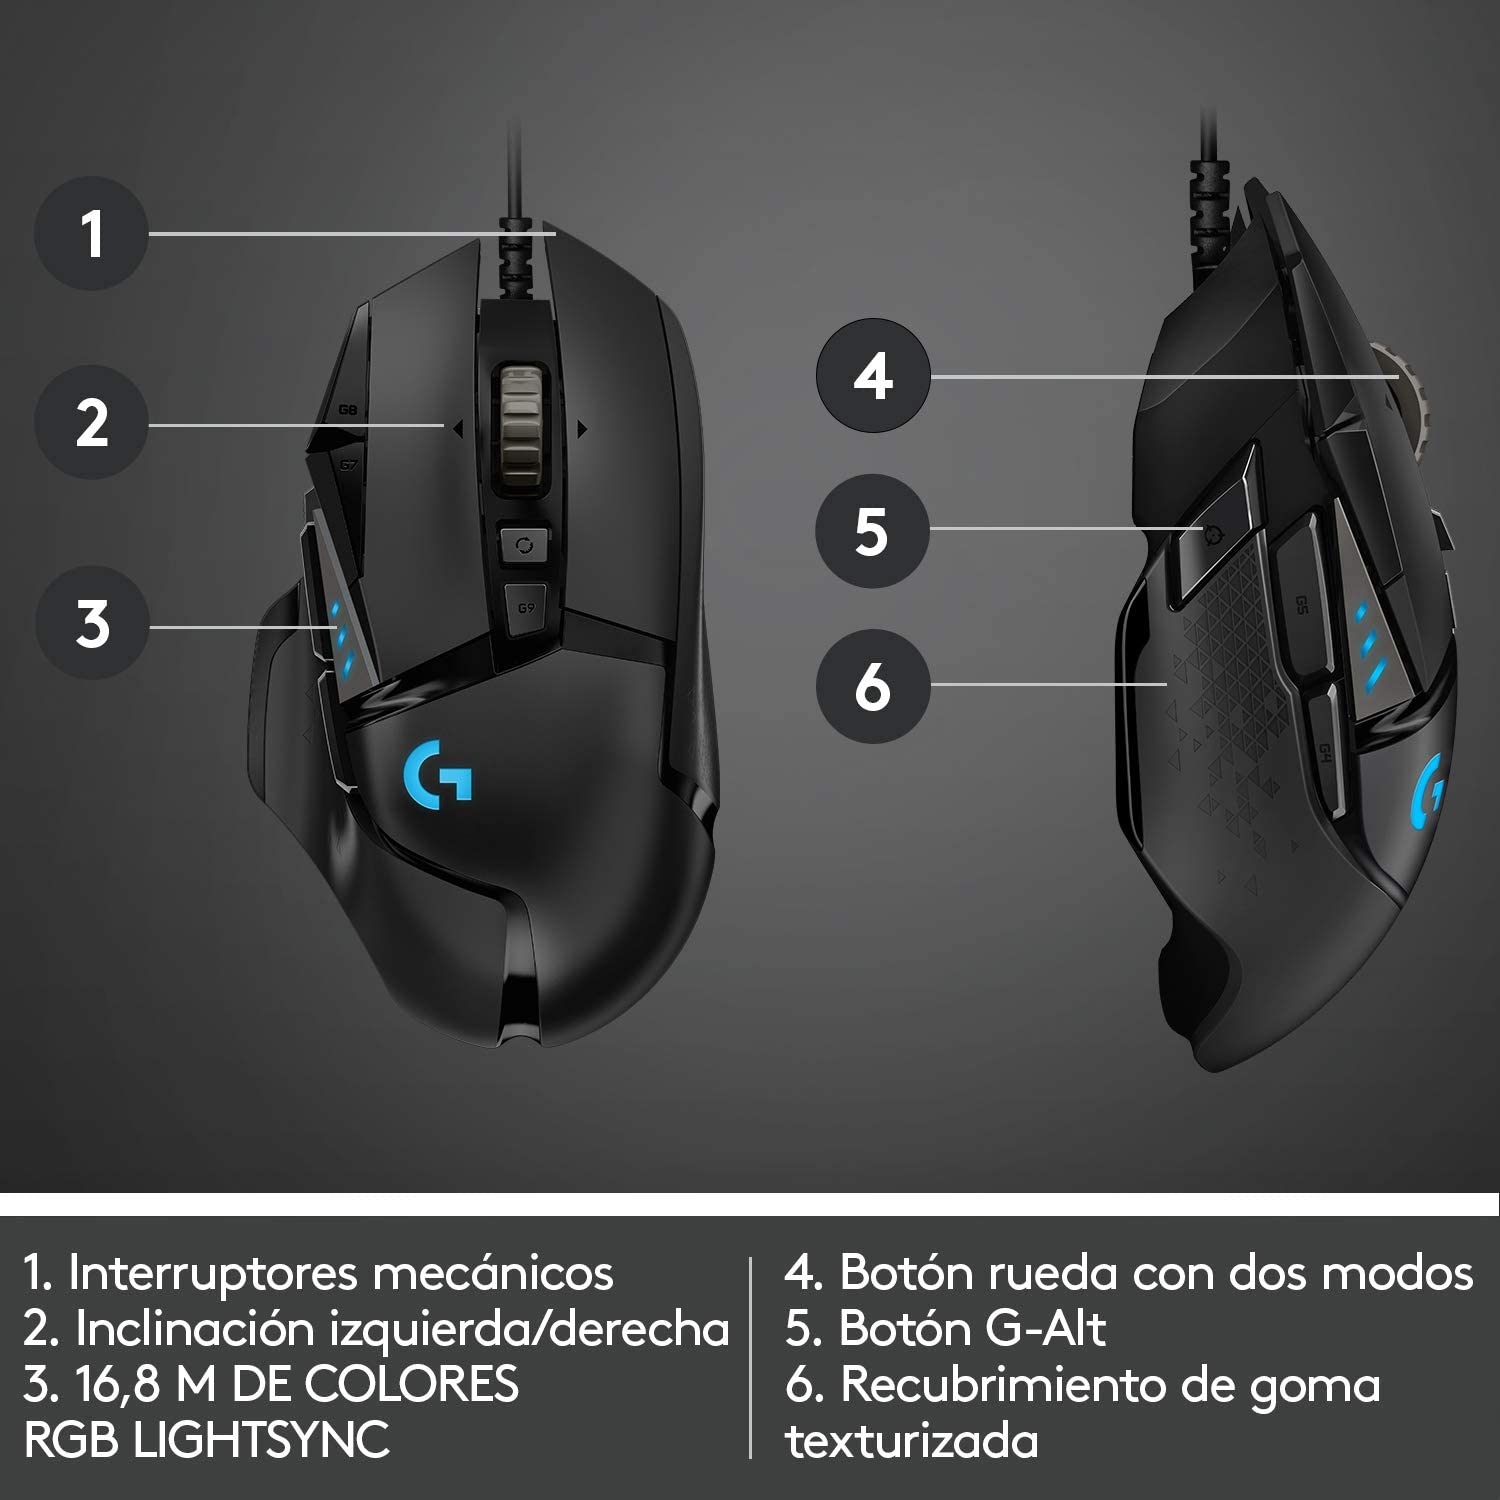 1
2
3
4
5
6
G8
G7
G9
G5
G4
G
G
1. Interruptores mecánicos
2. Inclinación izquierda/derecha
3. 16,8 M DE COLORES
RGB LIGHTSYNC
4. Botón rueda con dos modos
5. Botón G-Alt
6. Recubrimiento de goma
texturizada